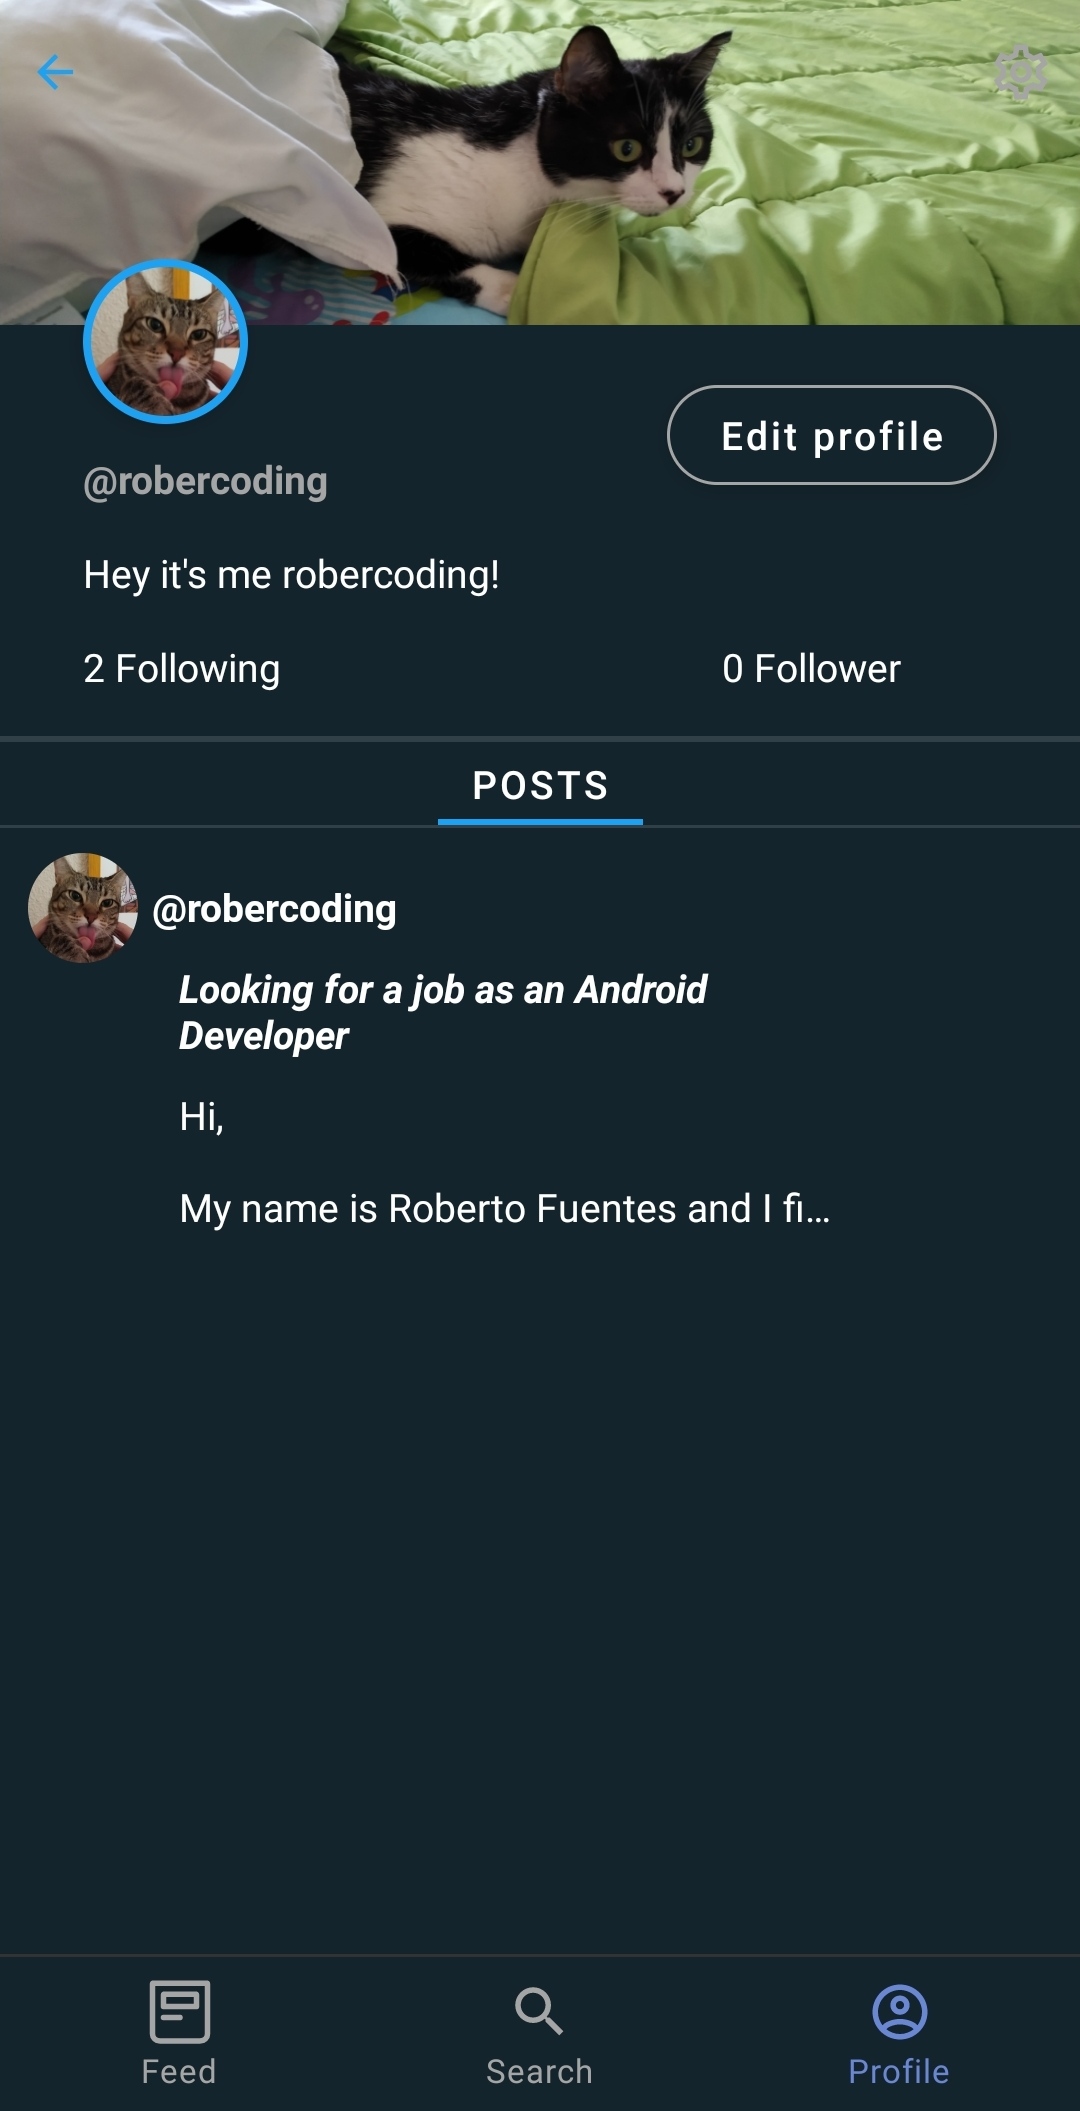 @robercoding
Edit profile
Hey it's me robercoding!
2 Following
0 Follower
POSTS
@robercoding
Looking for a job as an Android
Developer
Hi,
My name is Roberto Fuentes and I fi...
Feed
Search
Profile